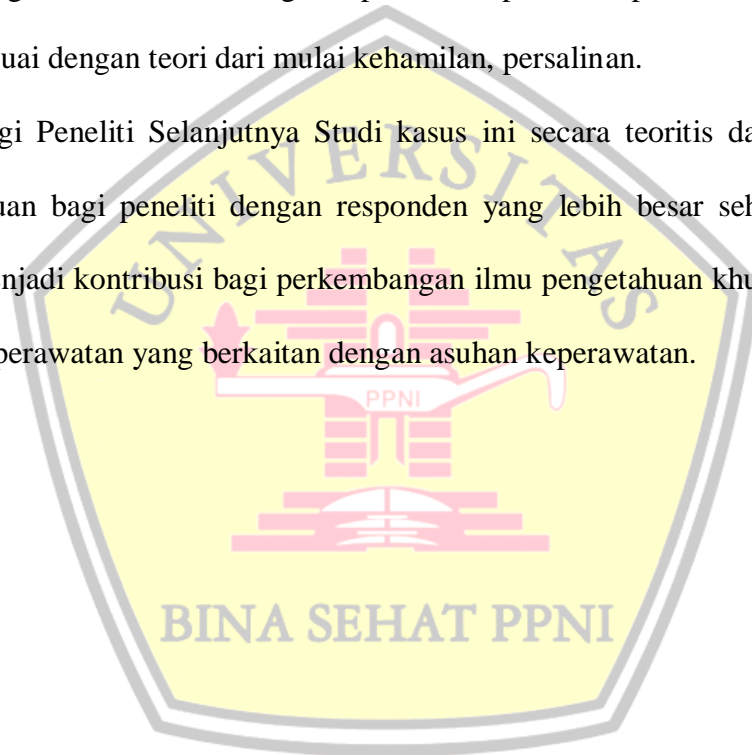 uai dengan teori dari mulai kehamilan, persalinan.
gi Peneliti Selanjutnya Studi kasus ini secara teoritis da
uan bagi peneliti dengan responden yang lebih besar seh
njadi kontribusi bagi perkembangan ilmu pengetahuan khu
perawatan yang berkaitan dengan asuhan keperawatan.
UNIVERSITAS
PPNI
BINA SEHAT PPNI